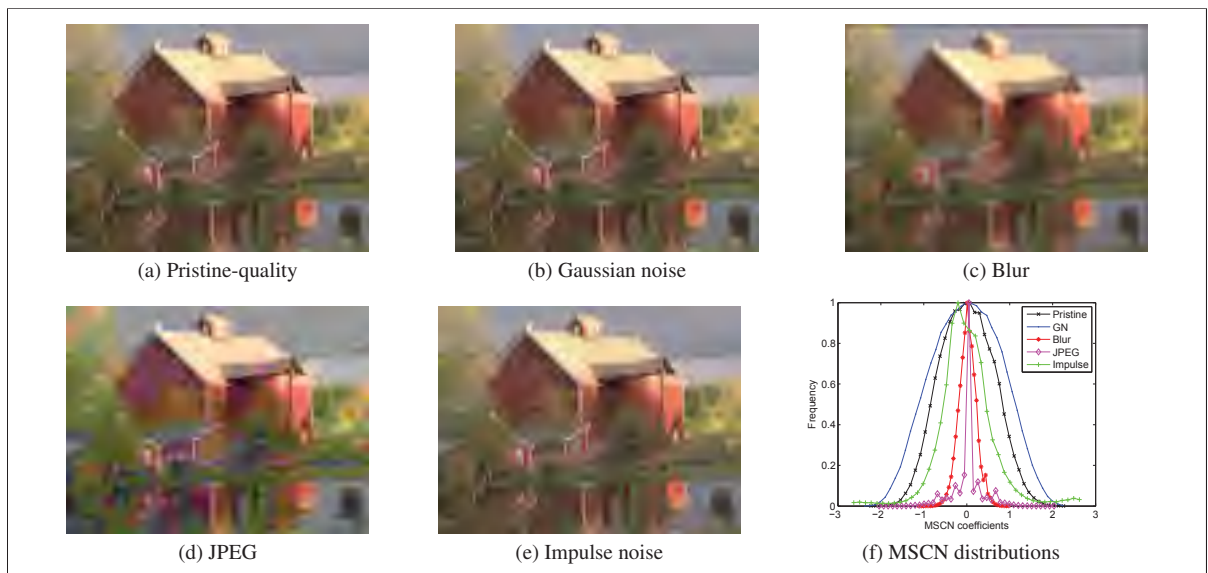 (a) Pristine-quality
(b) Gaussian noise
(c) Blur
(d) JPEG
(e) Impulse noise
1
0.8
0.6
0.4
0.2
0
−3
−2
−1
0
1
2
3
Frequency
MSCN coefficients
Pristine
GN
Blur
JPEG
Impulse
(f) MSCN distributions